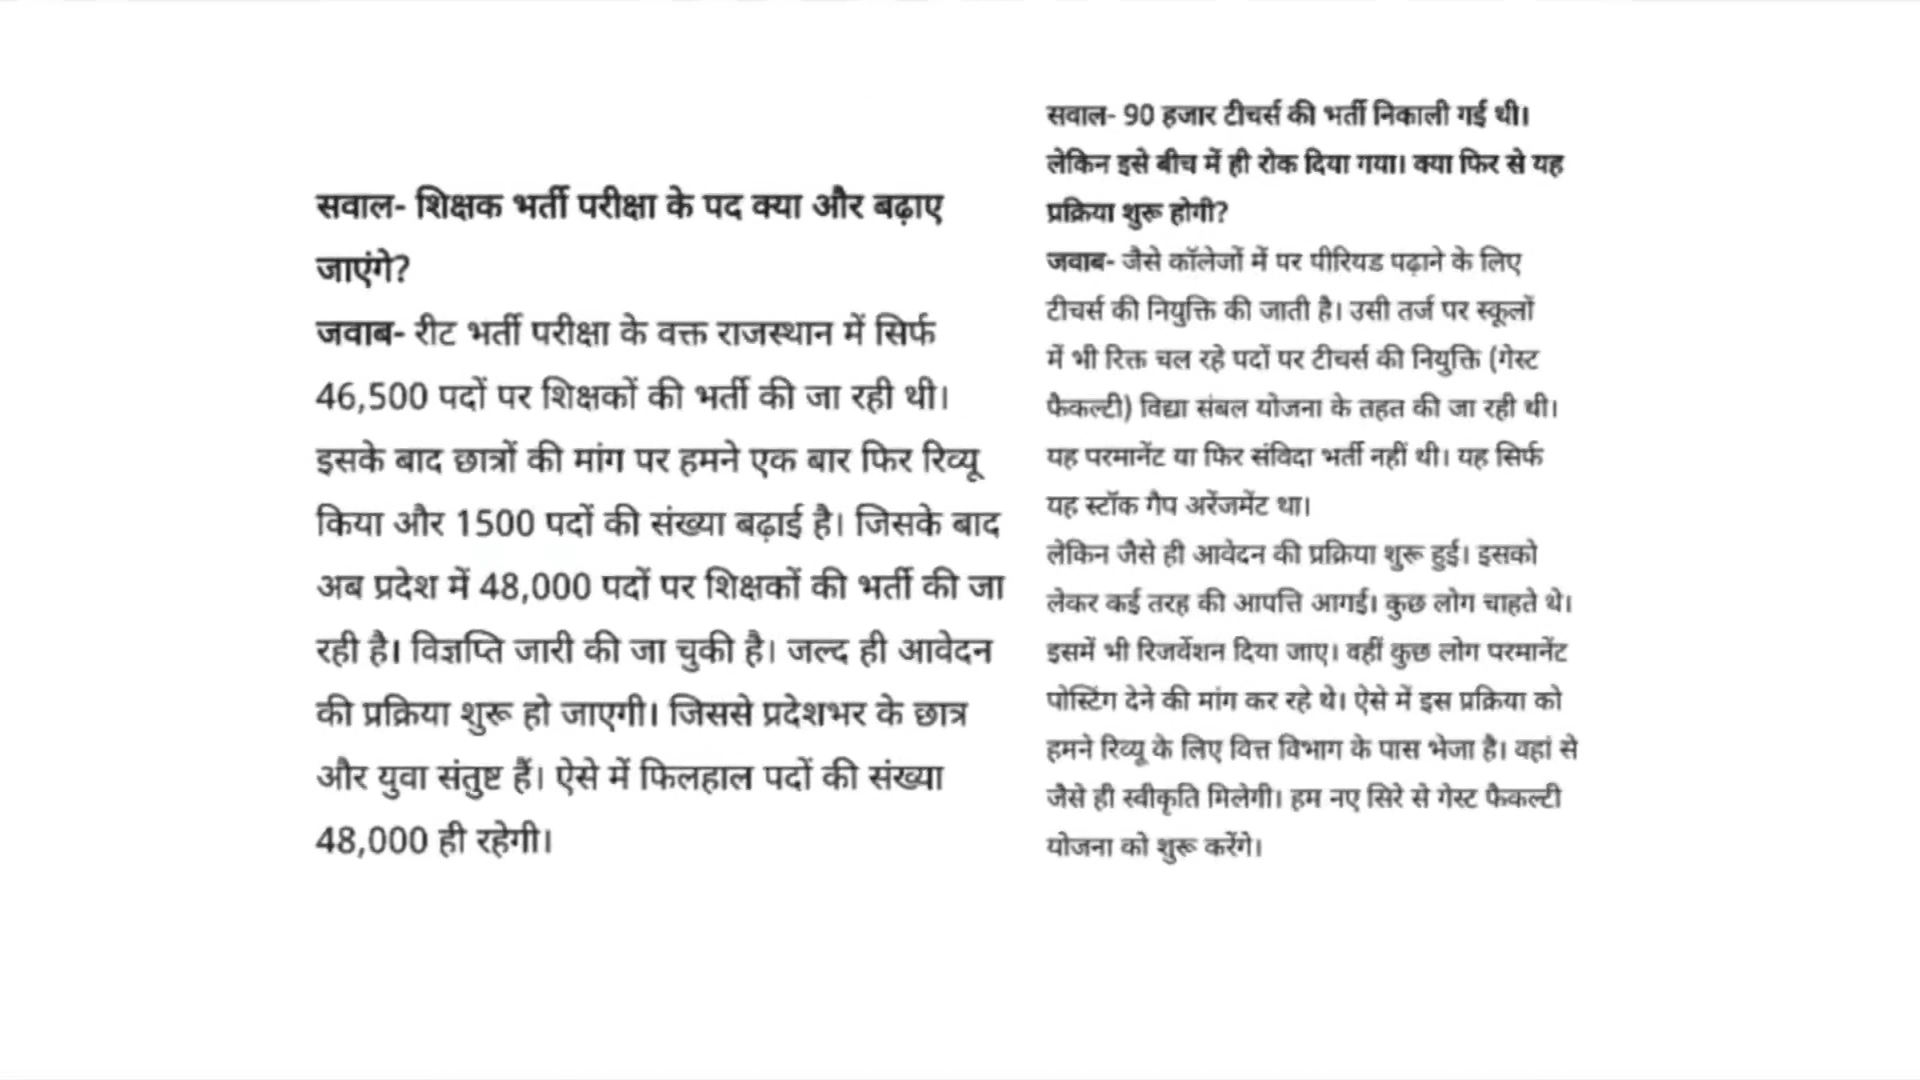 सवाल- शिक्षक भर्ती परीक्षा के पद क्या और बढ़ाए
जाएंगे?
जवाब- रीट भर्ती परीक्षा के वक्त राजस्थान में सिर्फ
46,500 पदों पर शिक्षकों की भर्ती की जा रही थी।
इसके बाद छात्रों की मांग पर हमने एक बार फिर रिव्यू
किया और 1500 पदों की संख्या बढ़ाई है। जिसके बाद
अब प्रदेश में 48,000 पदों पर शिक्षकों की भर्ती की जा
रही है। विज्ञप्ति जारी की जा चुकी है। जल्द ही आवेदन
की प्रक्रिया शुरू हो जाएगी। जिससे प्रदेशभर के छात्र
और युवा संतुष्ट हैं। ऐसे में फिलहाल पदों की संख्या
48,000 ही रहेगी।
सवाल- 90 हजार टीचर्स की भर्ती निकाली गई थी।
लेकिन इसे बीच में ही रोक दिया गया। क्या फिर से यह
प्रक्रिया शुरू होगी?
जवाब- जैसे कॉलेजों में पर पीरियड पढ़ाने के लिए
टीचर्स की नियुक्ति की जाती है। उसी तर्ज पर स्कूलों
में भी रिक्त चल रहे पदों पर टीचर्स की नियुक्ति (गेस्ट
फैकल्टी) विद्या संबल योजना के तहत की जा रही थी।
यह परमानेंट या फिर संविदा भर्ती नहीं थी। यह सिर्फ
यह स्टॉक गैप अरेंजमेंट था।
लेकिन जैसे ही आवेदन की प्रक्रिया शुरू हुई। इसको
लेकर कई तरह की आपत्ति आगई। कुछ लोग चाहते थे।
इसमें भी रिजर्वेशन दिया जाए। वहीं कुछ लोग परमानेंट
पोस्टिंग देने की मांग कर रहे थे। ऐसे में इस प्रक्रिया को
हमने रिव्यू के लिए वित्त विभाग के पास भेजा है। वहां से
जैसे ही स्वीकृति मिलेगी। हम नए सिरे से गेस्ट फैकल्टी
योजना को शुरू करेंगे।